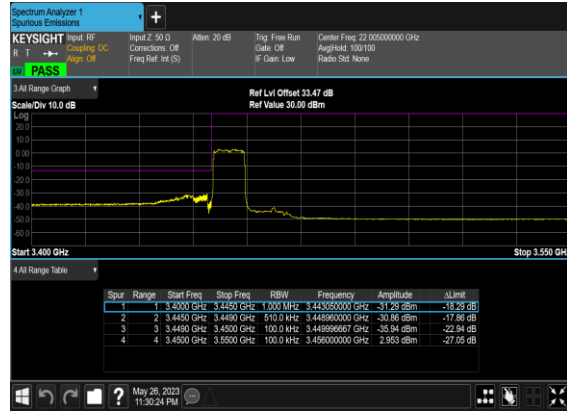 Spectrum Analyzer 1
Spurious Emissions
+
KEYSIGHT Input: RF
R T Coupling: DC
Align: Off
Input Z: 50 Ω
Corrections: Off
Freq Ref: Int (S)
Atten: 20 dB
Trig: Free Run
Gate: Off
IF Gain: Low
Center Freq: 22.005000000 GHz
Avg|Hold: 100/100
Radio Std: None
PASS
3 All Range Graph
Ref Lvl Offset 33.47 dB
Scale/Div 10.0 dB
Ref Value 30.00 dBm
Log
20.0
10.0
0.00
-10.0
-20.0
-30.0
-40.0
-50.0
-60.0
Start 3.400 GHz
Stop 3.550 GH
4 All Range Table
Spur Range Start Freq Stop Freq RBW Frequency Amplitude ΔLimit
1 1 3.4000 GHz 3.4450 GHz 1.000 MHz 3.443050000 GHz -31.29 dBm -18.29 dB
2 2 3.4450 GHz 3.4490 GHz 510.0 kHz 3.448960000 GHz -30.86 dBm -17.86 dB
3 3 3.4490 GHz 3.4500 GHz 100.0 kHz 3.449996667 GHz -35.94 dBm -22.94 dB
4 4 3.4500 GHz 3.5500 GHz 100.0 kHz 3.456000000 GHz 2.953 dBm -27.05 dB
?
May 26, 2023
11:30:24 PM